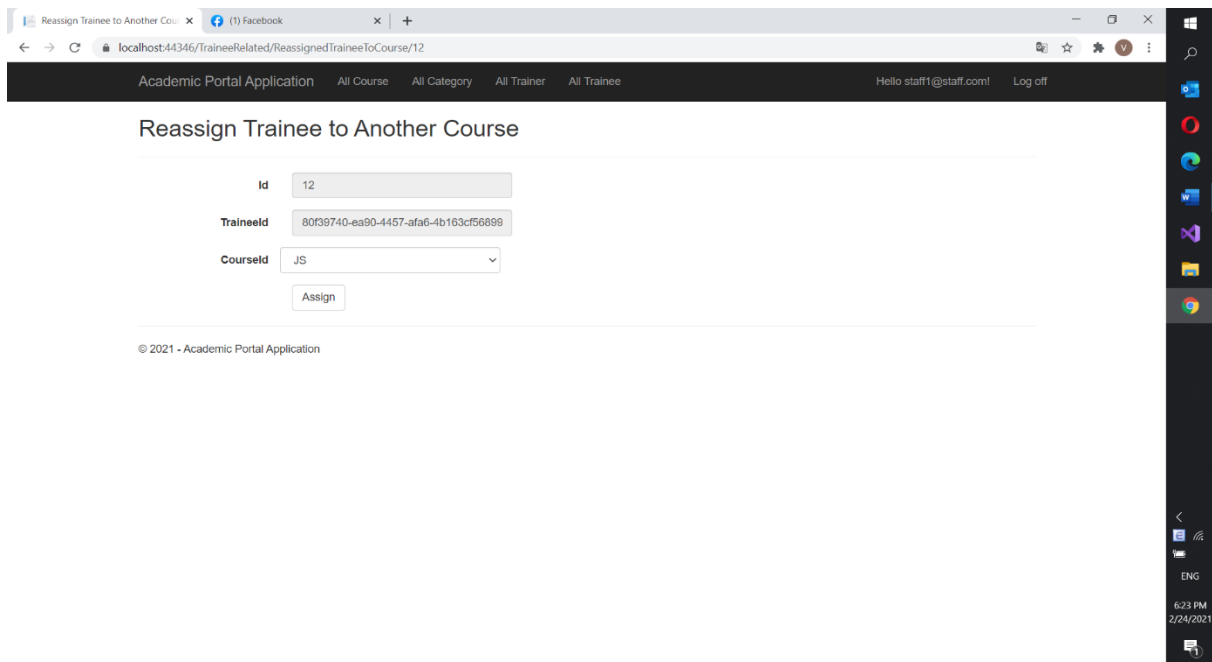 Reassign Trainee to Another Cou
(1) Facebook
localhost:44346/TraineeRelated/ReassignedTraineeToCourse/12
V
Academic Portal Application All Course All Category All Trainer All Trainee Hello staff1@staff.com! Log off
Reassign Trainee to Another Course
Id 12
TraineeId 80f39740-ea90-4457-afa6-4b163cf56899
CourseId JS
Assign
© 2021 - Academic Portal Application
ENG
6:23 PM
2/24/2021
1